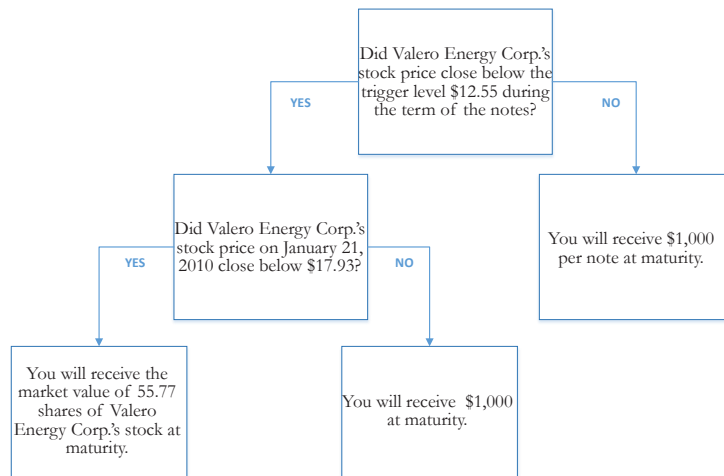 Did Valero Energy Corp.'s
stock price close below the
trigger level $12.55 during
the term of the notes?
YES
NO
Did Valero Energy Corp.'s
stock price on January 21,
2010 close below $17.93?
You will receive $1,000
per note at maturity.
YES
NO
You will receive the
market value of 55.77
shares of Valero
Energy Corp.'s stock at
maturity.
You will receive $1,000
at maturity.